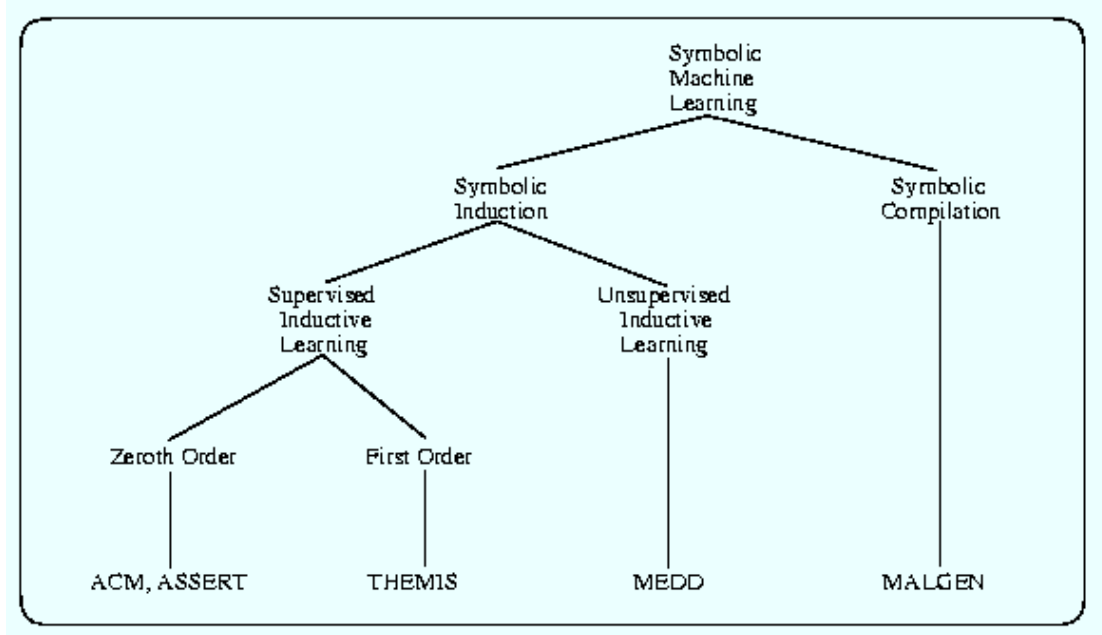 Symbolic
Machine
Learning
Symbolic
Induction
Symbolic
Compilation
Supervised
Inductive
Learning
Unsupervised
Inductive
Learning
Zeroth Order
First Order
ACM, ASSERT
THEMIS
MEDD
MALGEN